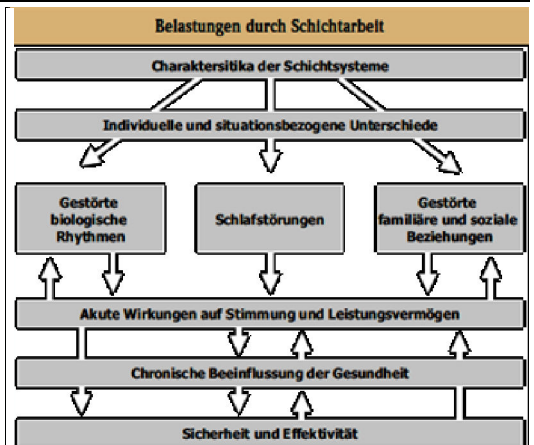 Belastungen durch Schichtarbeit
Charaktersitika der Schichtsysteme
Individuelle und situationsbezogene Unterschiede
Gestörte
biologische
Rhythmen
Schlafstörungen
Gestörte
familiäre und soziale
Beziehungen
Akute Wirkungen auf Stimmung und Leistungsvermögen
Chronische Beeinflussung der Gesundheit
Sicherheit und Effektivität